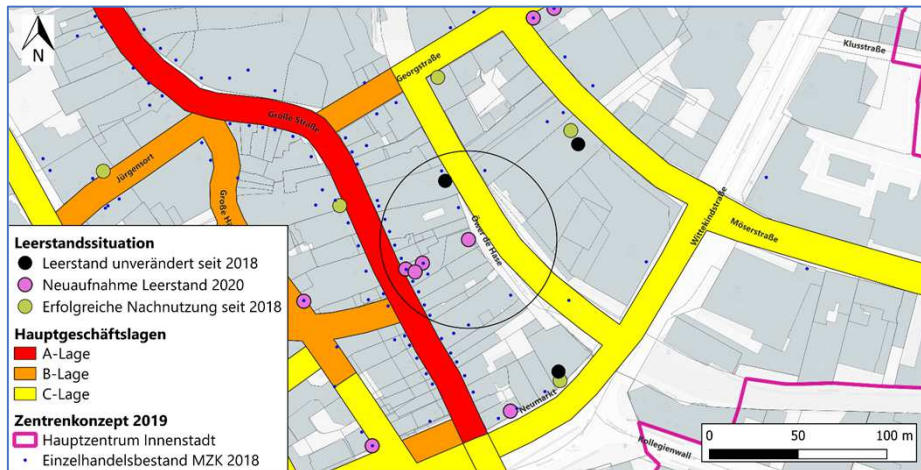 N
Klusstraße
Georgstraße
Große Straße
Jürgensort
Große Ha
Öwer de Hase
Wittekindstraße
Möserstraße
Neumarkt
Kollegienwall
Leerstandssituation
Leerstand unverändert seit 2018
Neuaufnahme Leerstand 2020
Erfolgreiche Nachnutzung seit 2018
Hauptgeschäftslagen
A-Lage
B-Lage
C-Lage
Zentrenkonzept 2019
Hauptzentrum Innenstadt
Einzelhandelsbestand MZK 2018
0 50 100 m